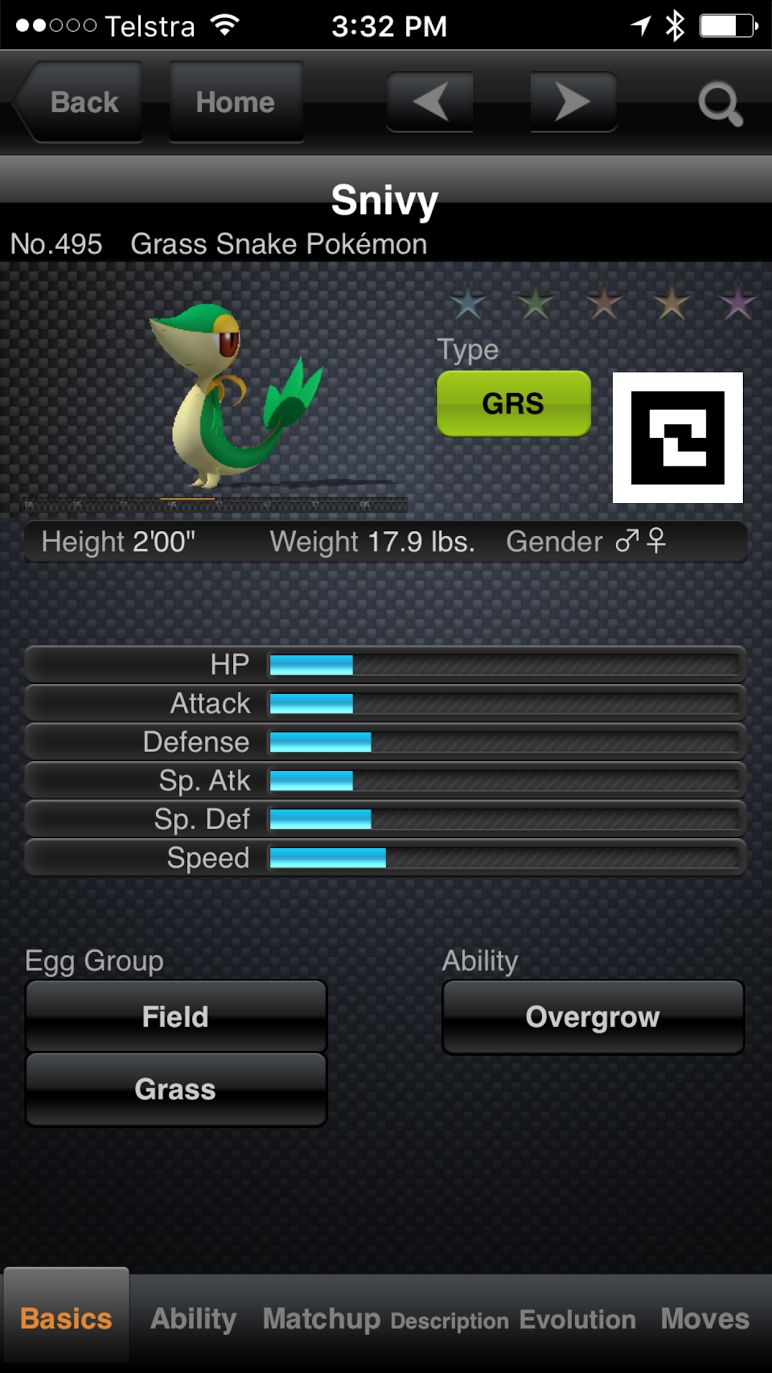 Telstra 3:32 PM
Back Home
Snivy
No.495 Grass Snake Pokémon
Type
GRS
Height 2'00" Weight 17.9 lbs. Gender ♂♀
HP
Attack
Defense
Sp. Atk
Sp. Def
Speed
Egg Group Ability
Field Overgrow
Grass
Basics Ability Matchup Description Evolution Moves